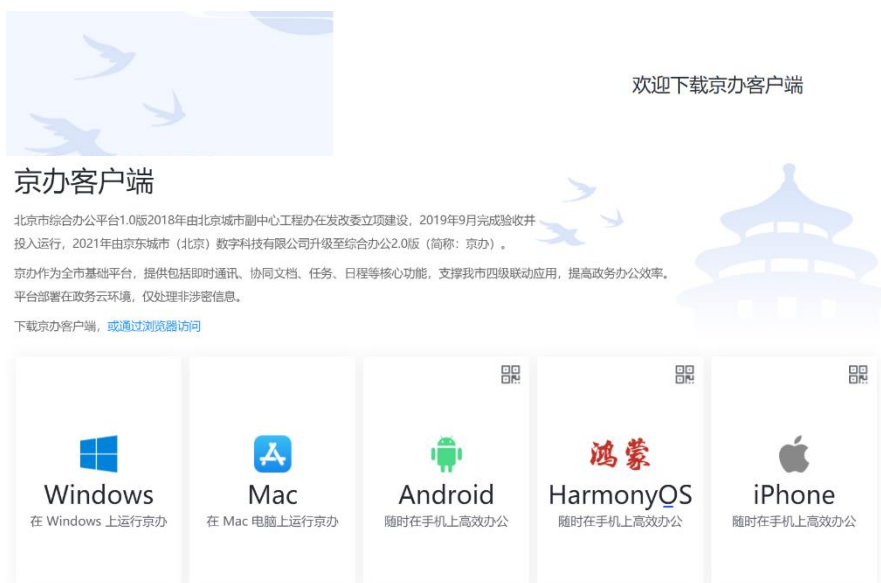 欢迎下载京办客户端
京办客户端
北京市综合办公平台1.0版2018年由北京城市副中心工程办在发改委立项建设，2019年9月完成验收并
投入运行，2021年由京东城市（北京）数字科技有限公司升级至综合办公2.0版（简称：京办）。
京办作为全市基础平台，提供包括即时通讯、协同文档、任务、日程等核心功能，支撑我市四级联动应用，提高政务办公效率。
平台部署在政务云环境，仅处理非涉密信息。
下载京办客户端，或通过浏览器访问
鸿蒙
Windows
Mac
Android
HarmonyOS
iPhone
在 Windows 上运行京办
在 Mac 电脑上运行京办
随时在手机上高效办公
随时在手机上高效办公
随时在手机上高效办公